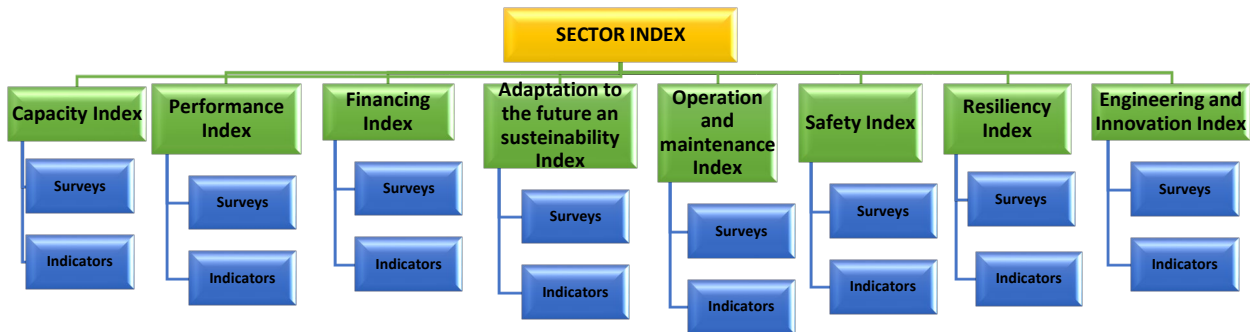 SECTOR INDEX
Capacity Index
Surveys
Indicators
Performance
Index
Surveys
Indicators
Financing
Index
Surveys
Indicators
Adaptation to
the future an
susteinability
Index
Surveys
Indicators
Operation
and
maintenance
Index
Surveys
Indicators
Safety Index
Surveys
Indicators
Resiliency
Index
Surveys
Indicators
Engineering and
Innovation Index
Surveys
Indicators